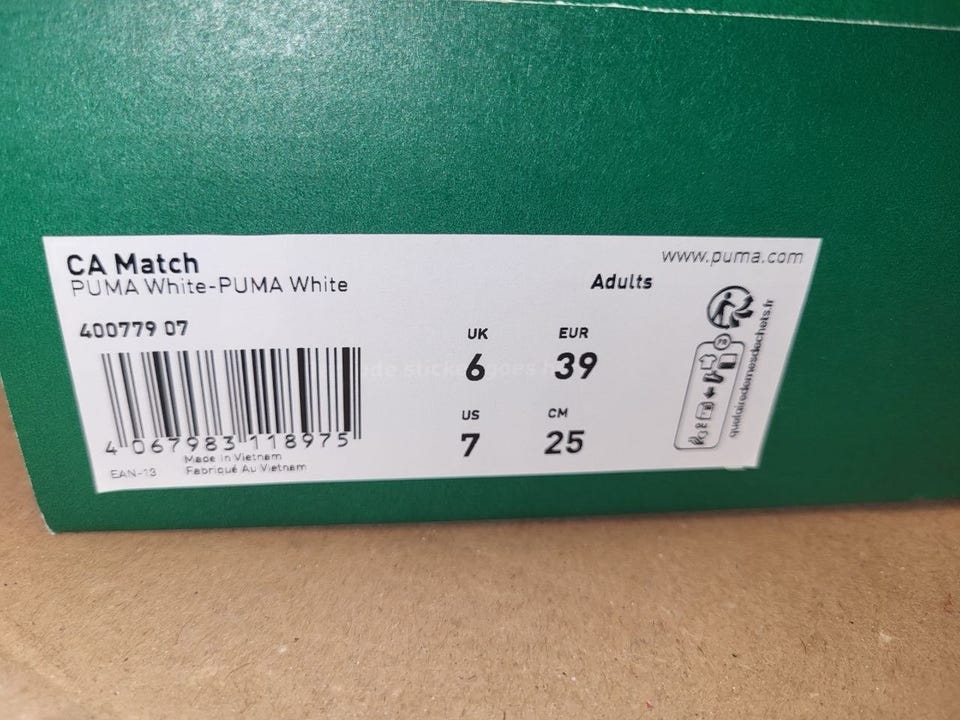 CA Match
PUMA White-PUMA White
www.puma.com
Adults
400779 07
UK
6
EUR
39
US
7
CM
25
4 067983 118975
EAN-13
Made in Vietnam
Fabriqué Au Vietnam
quefairedemesdechets.fr